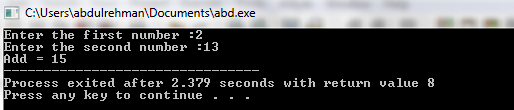 C:\Users\abdulrehman\Documents\abd.exe
Enter the first number :2
Enter the second number :13
Add = 15
--------------------------------
Process exited after 2.379 seconds with return value 8
Press any key to continue . . .